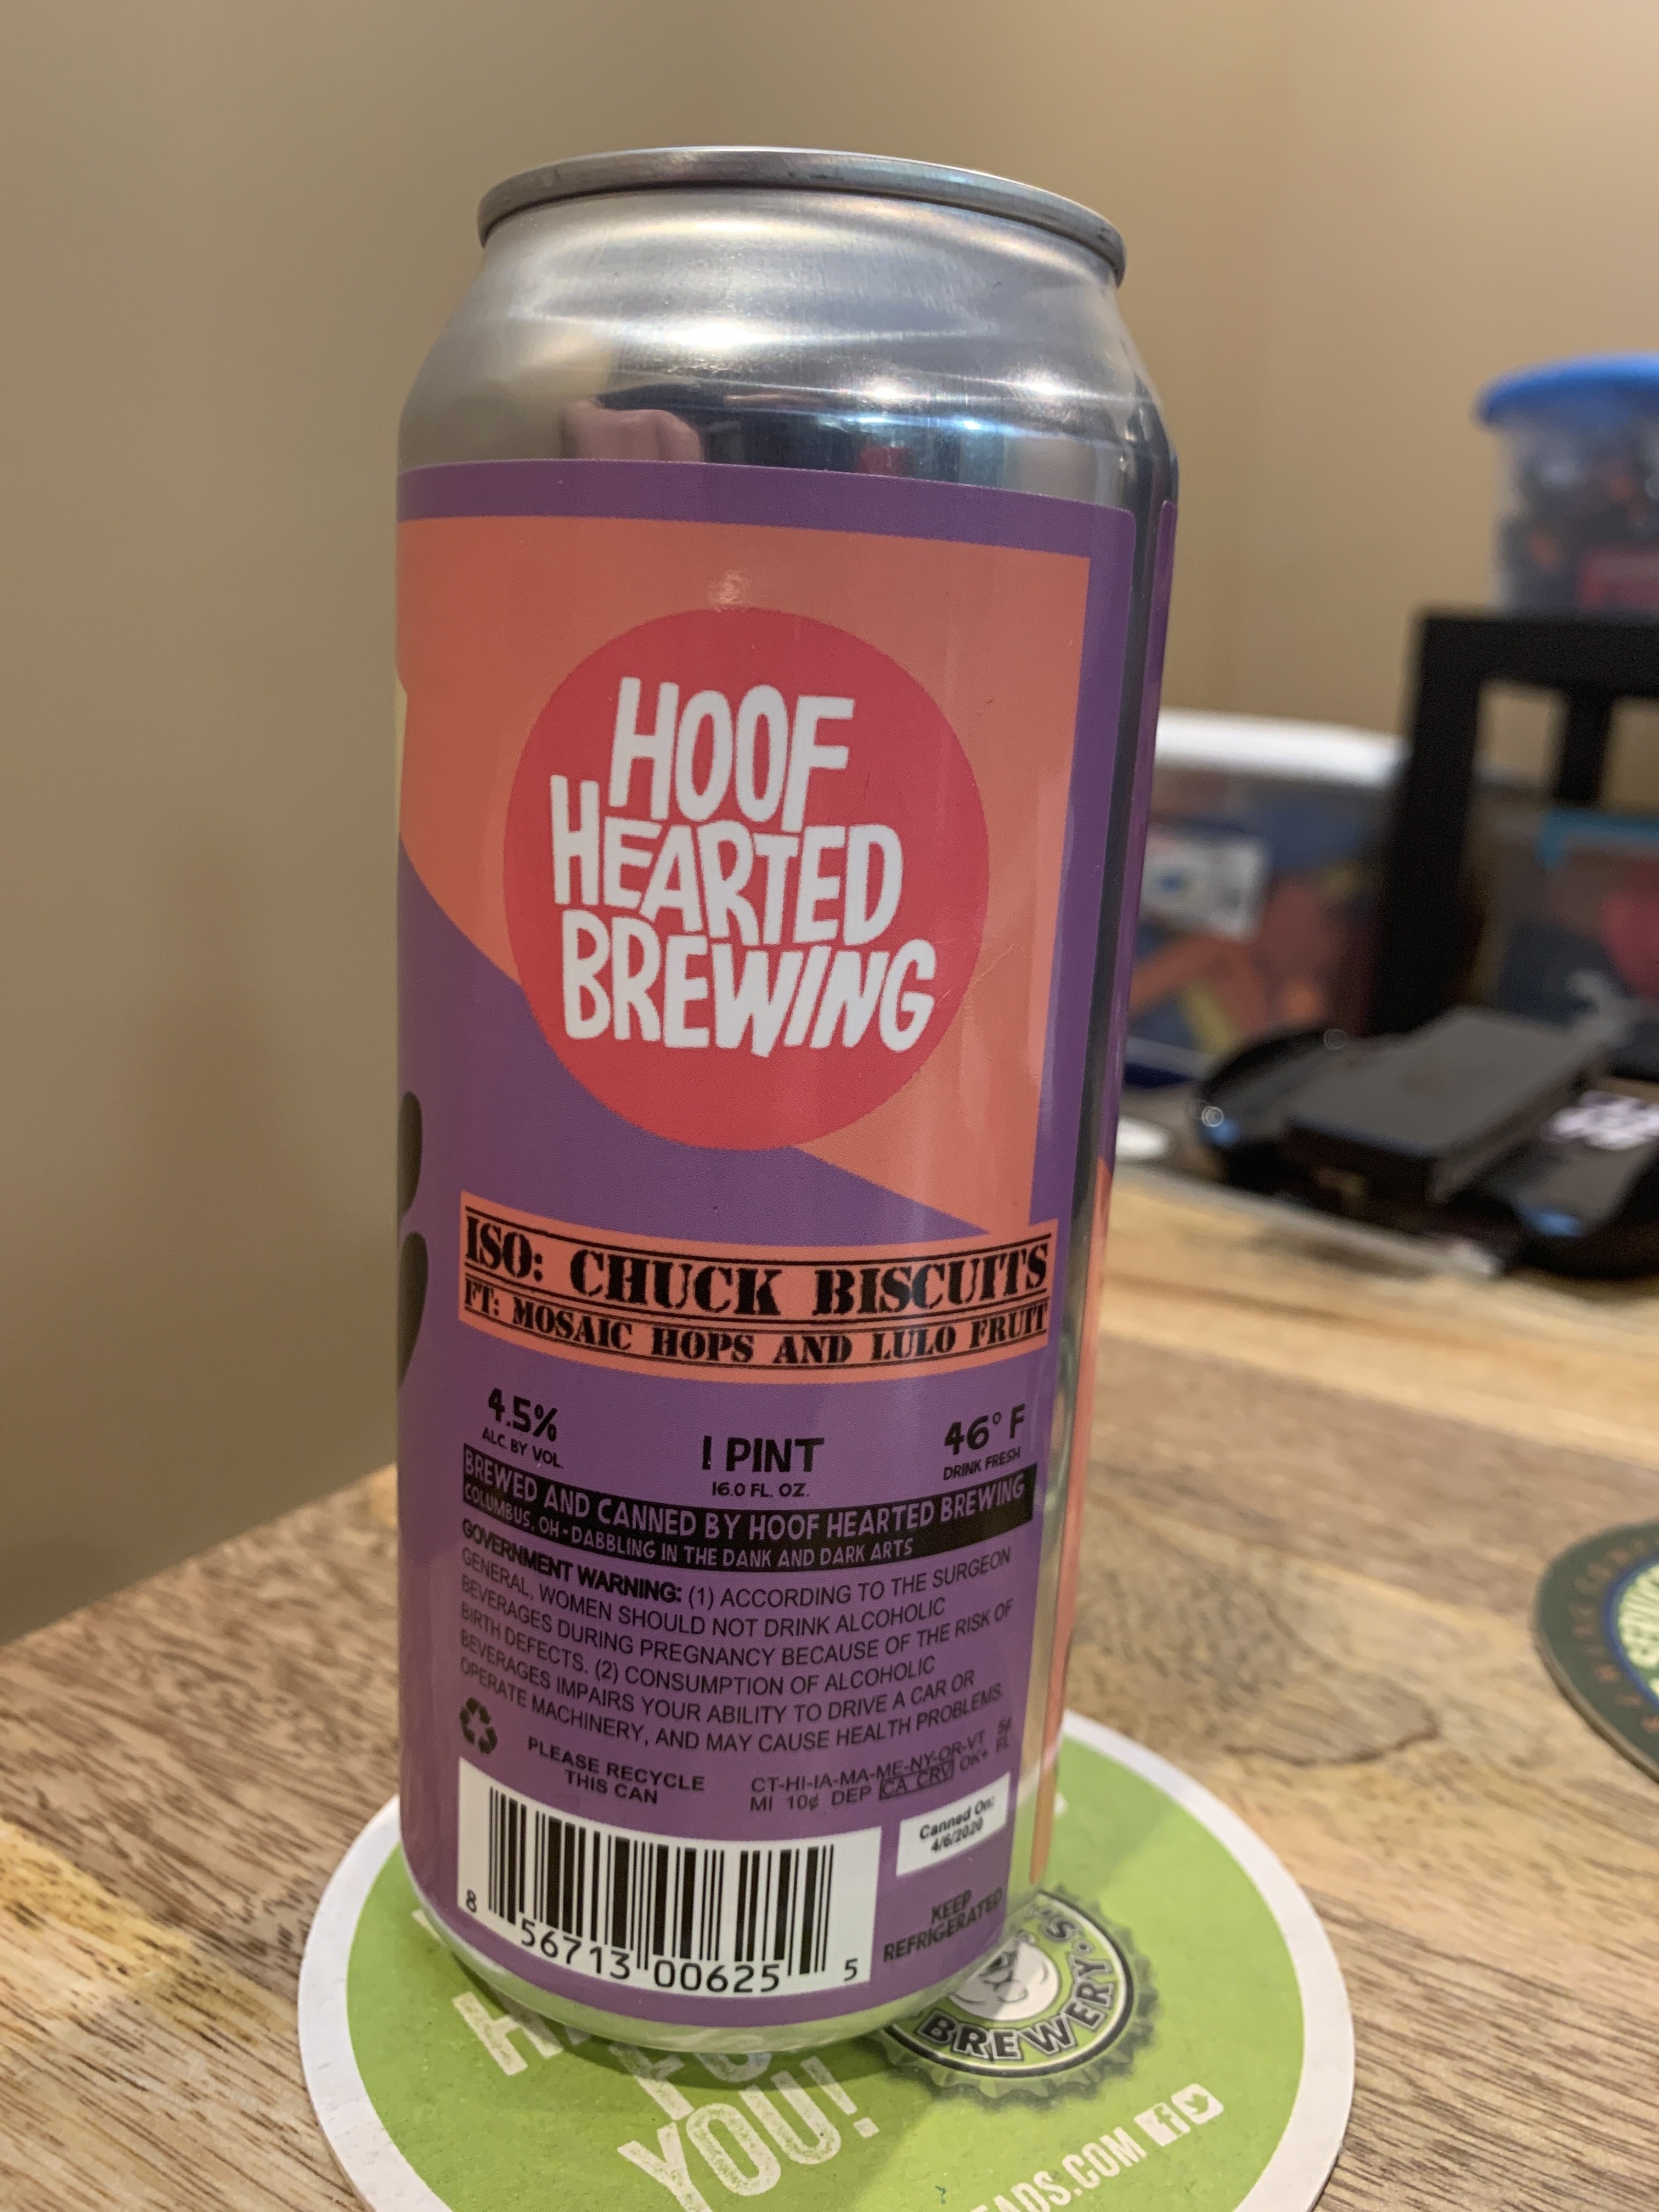 HOOF
HEARTED
BREWING
ISO: CHUCK BISCUITS
FT: MOSAIC HOPS AND LULO FRUIT
4.5%
ALC. BY VOL.
1 PINT
16.0 FL. OZ.
46° F
DRINK FRESH
BREWED AND CANNED BY HOOF HEARTED BREWING
COLUMBUS, OH - DABBLING IN THE DANK AND DARK ARTS
GOVERNMENT WARNING: (1) ACCORDING TO THE SURGEON
GENERAL, WOMEN SHOULD NOT DRINK ALCOHOLIC
BEVERAGES DURING PREGNANCY BECAUSE OF THE RISK OF
BIRTH DEFECTS. (2) CONSUMPTION OF ALCOHOLIC
BEVERAGES IMPAIRS YOUR ABILITY TO DRIVE A CAR OR
OPERATE MACHINERY, AND MAY CAUSE HEALTH PROBLEMS.
PLEASE RECYCLE
THIS CAN
CT-HI-IA-MA-ME-NY-OR-VT 5¢
MI 10¢ DEP CA CRV OK+ FL
Canned On:
4/6/2020
KEEP
REFRIGERATED
8 56713 00625 5
BREWERY
YOU!